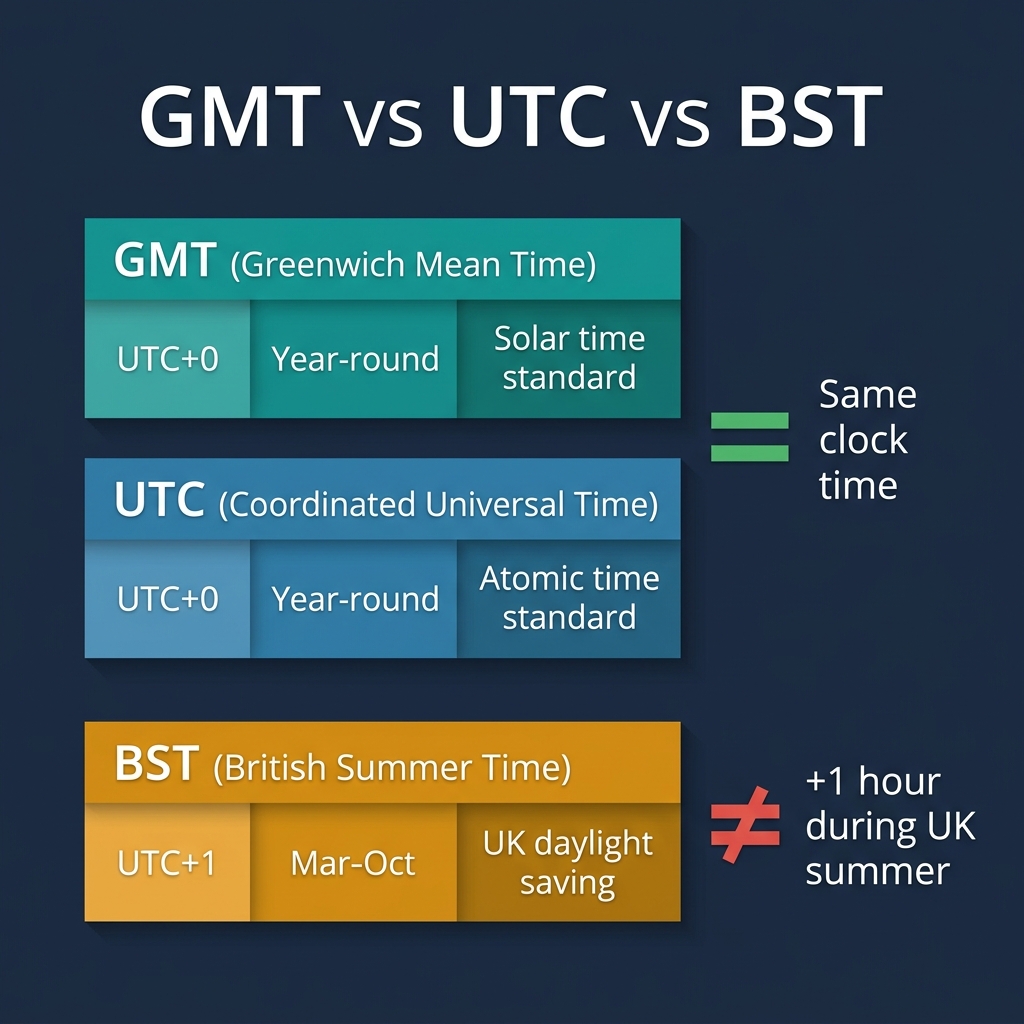 GMT vs UTC vs BST
GMT (Greenwich Mean Time)
UTC+0
Year-round
Solar time
standard
=
Same
clock
time
UTC (Coordinated Universal Time)
UTC+0
Year-round
Atomic time
standard
BST (British Summer Time)
UTC+1
Mar-Oct
UK daylight
saving
≠
+1 hour
during UK
summer